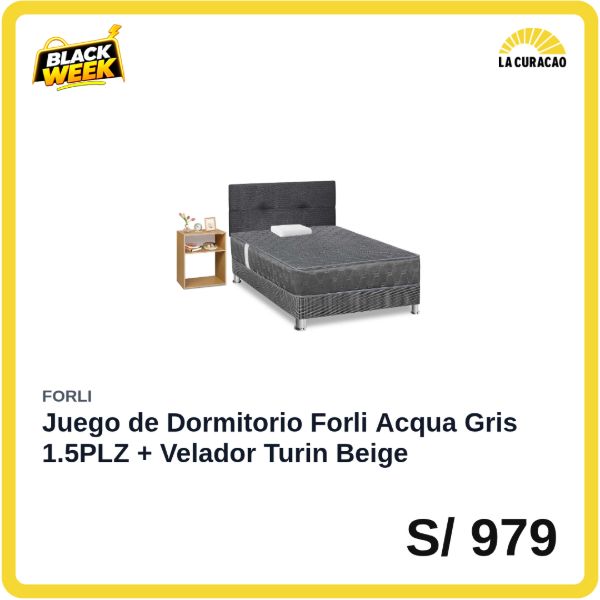 BLACK
WEEK
LA CURACAO
FORLI
Juego de Dormitorio Forli Acqua Gris
1.5PLZ + Velador Turin Beige
S/ 979